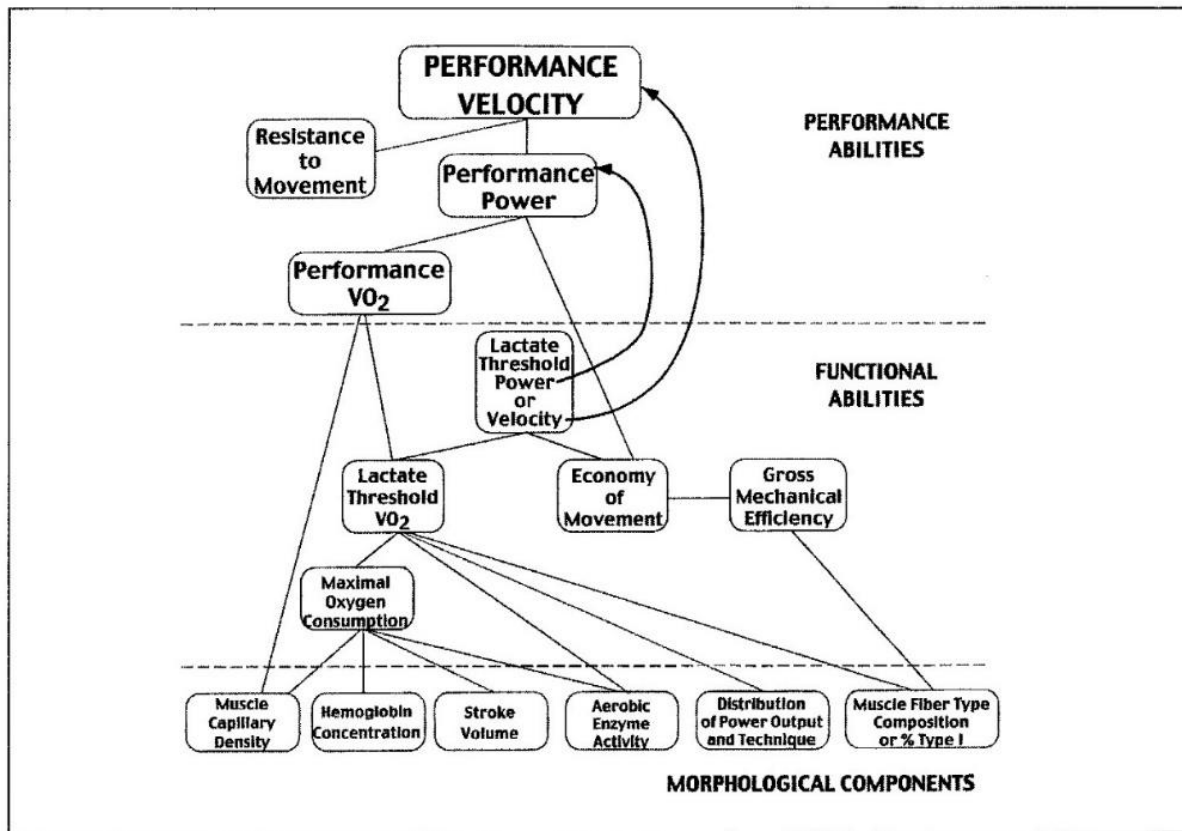 PERFORMANCE
VELOCITY
PERFORMANCE
ABILITIES
Resistance
to
Movement
Performance
Power
Performance
VO2
Lactate
Threshold
Power
or
Velocity
FUNCTIONAL
ABILITIES
Lactate
Threshold
VO2
Economy
of
Movement
Gross
Mechanical
Efficiency
Maximal
Oxygen
Consumption
Muscle
Capillary
Density
Hemoglobin
Concentration
Stroke
Volume
Aerobic
Enzyme
Activity
Distribution
of Power Output
and Technique
Muscle Fiber Type
Composition
or % Type I
MORPHOLOGICAL COMPONENTS